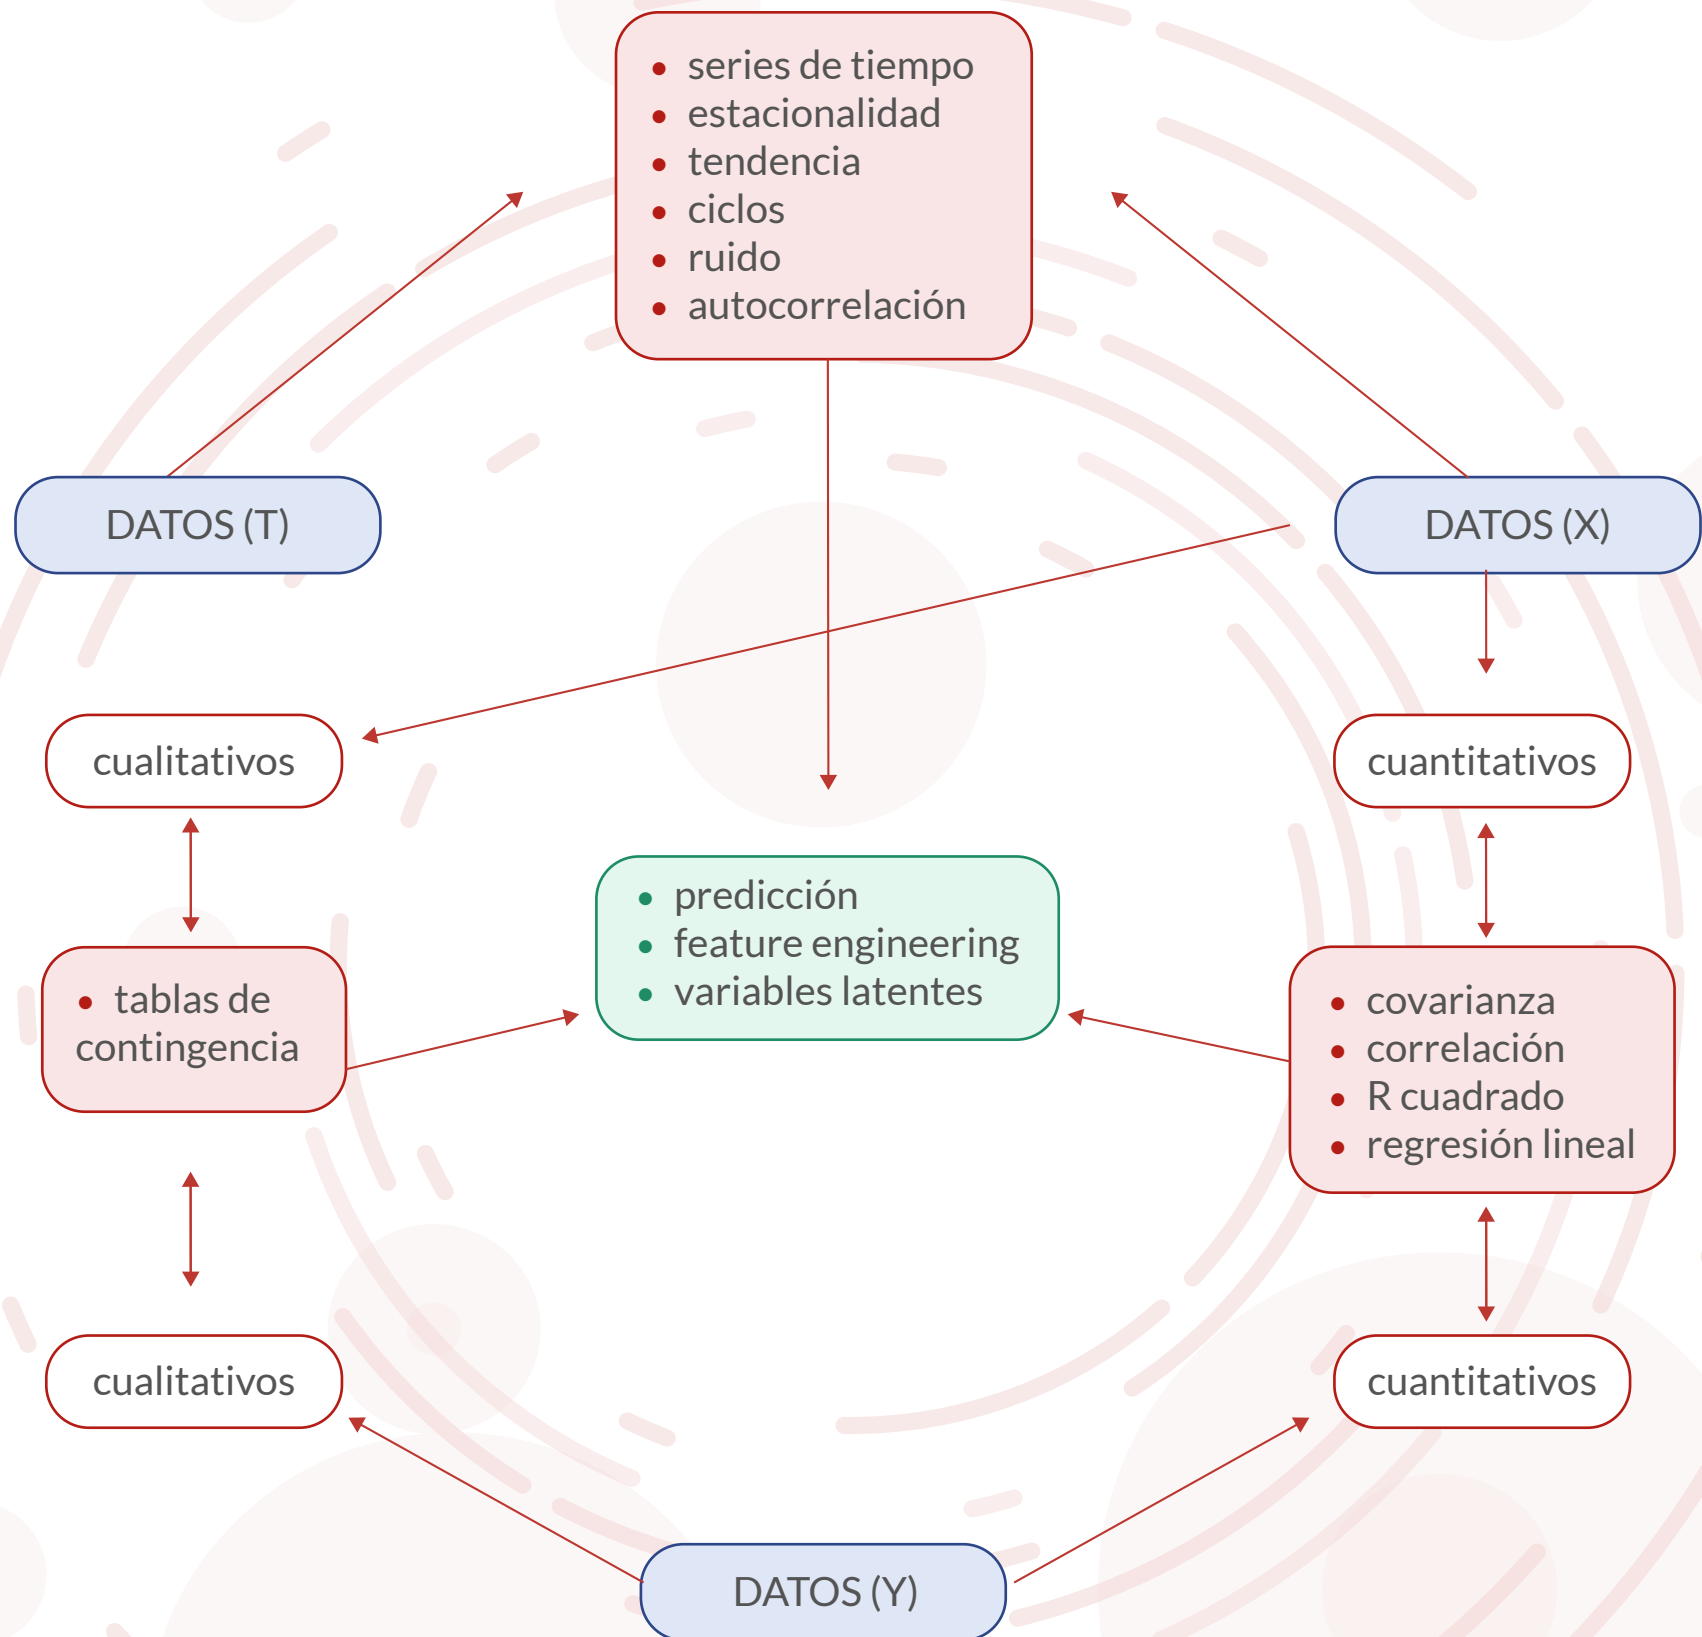 • series de tiempo
• estacionalidad
• tendencia
• ciclos
• ruido
• autocorrelación
DATOS (T)
DATOS (X)
cualitativos
cuantitativos
• predicción
• feature engineering
• variables latentes
• tablas de
contingencia
• covarianza
• correlación
• R cuadrado
• regresión lineal
cualitativos
cuantitativos
DATOS (Y)